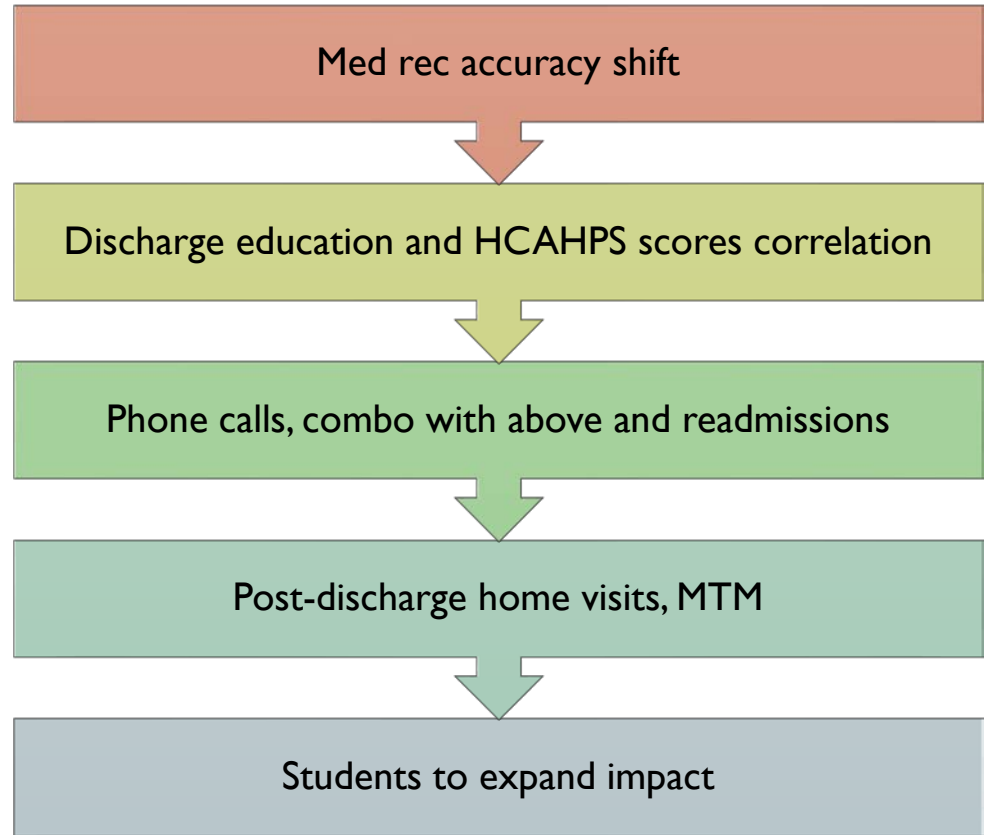 Med rec accuracy shift
Discharge education and HCAHPS scores correlation
Phone calls, combo with above and readmissions
Post-discharge home visits, MTM
Students to expand impact